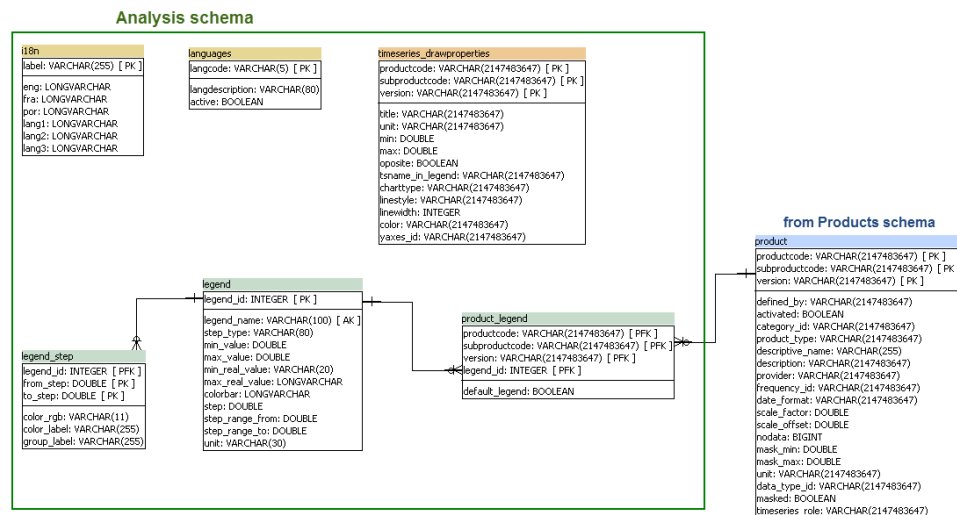 Analysis schema
i18n
label: VARCHAR(255) [ PK ]
eng: LONGVARCHAR
fra: LONGVARCHAR
por: LONGVARCHAR
lang1: LONGVARCHAR
lang2: LONGVARCHAR
lang3: LONGVARCHAR
languages
langcode: VARCHAR(5) [ PK ]
langdescription: VARCHAR(80)
active: BOOLEAN
timeseries_drawproperties
productcode: VARCHAR(2147483647) [ PK ]
subproductcode: VARCHAR(2147483647) [ PK ]
version: VARCHAR(2147483647) [ PK ]
title: VARCHAR(2147483647)
unit: VARCHAR(2147483647)
min: DOUBLE
max: DOUBLE
oposite: BOOLEAN
tsname_in_legend: VARCHAR(2147483647)
charttype: VARCHAR(2147483647)
linestyle: VARCHAR(2147483647)
linewidth: INTEGER
color: VARCHAR(2147483647)
yaxes_id: VARCHAR(2147483647)
from Products schema
product
productcode: VARCHAR(2147483647) [ PK ]
subproductcode: VARCHAR(2147483647) [ PK
version: VARCHAR(2147483647) [ PK ]
defined_by: VARCHAR(2147483647)
activated: BOOLEAN
category_id: VARCHAR(2147483647)
product_type: VARCHAR(2147483647)
descriptive_name: VARCHAR(255)
description: VARCHAR(2147483647)
provider: VARCHAR(2147483647)
frequency_id: VARCHAR(2147483647)
date_format: VARCHAR(2147483647)
scale_factor: DOUBLE
scale_offset: DOUBLE
nodata: BIGINT
mask_min: DOUBLE
mask_max: DOUBLE
unit: VARCHAR(2147483647)
data_type_id: VARCHAR(2147483647)
masked: BOOLEAN
timeseries_role: VARCHAR(2147483647)
legend
legend_id: INTEGER [ PK ]
legend_name: VARCHAR(100) [ AK ]
step_type: VARCHAR(80)
min_value: DOUBLE
max_value: DOUBLE
min_real_value: VARCHAR(20)
max_real_value: LONGVARCHAR
colorbar: LONGVARCHAR
step: DOUBLE
step_range_from: DOUBLE
step_range_to: DOUBLE
unit: VARCHAR(30)
product_legend
productcode: VARCHAR(2147483647) [ PFK ]
subproductcode: VARCHAR(2147483647) [ PFK ]
version: VARCHAR(2147483647) [ PFK ]
legend_id: INTEGER [ PFK ]
default_legend: BOOLEAN
legend_step
legend_id: INTEGER [ PFK ]
from_step: DOUBLE [ PK ]
to_step: DOUBLE [ PK ]
color_rgb: VARCHAR(11)
color_label: VARCHAR(255)
group_label: VARCHAR(255)